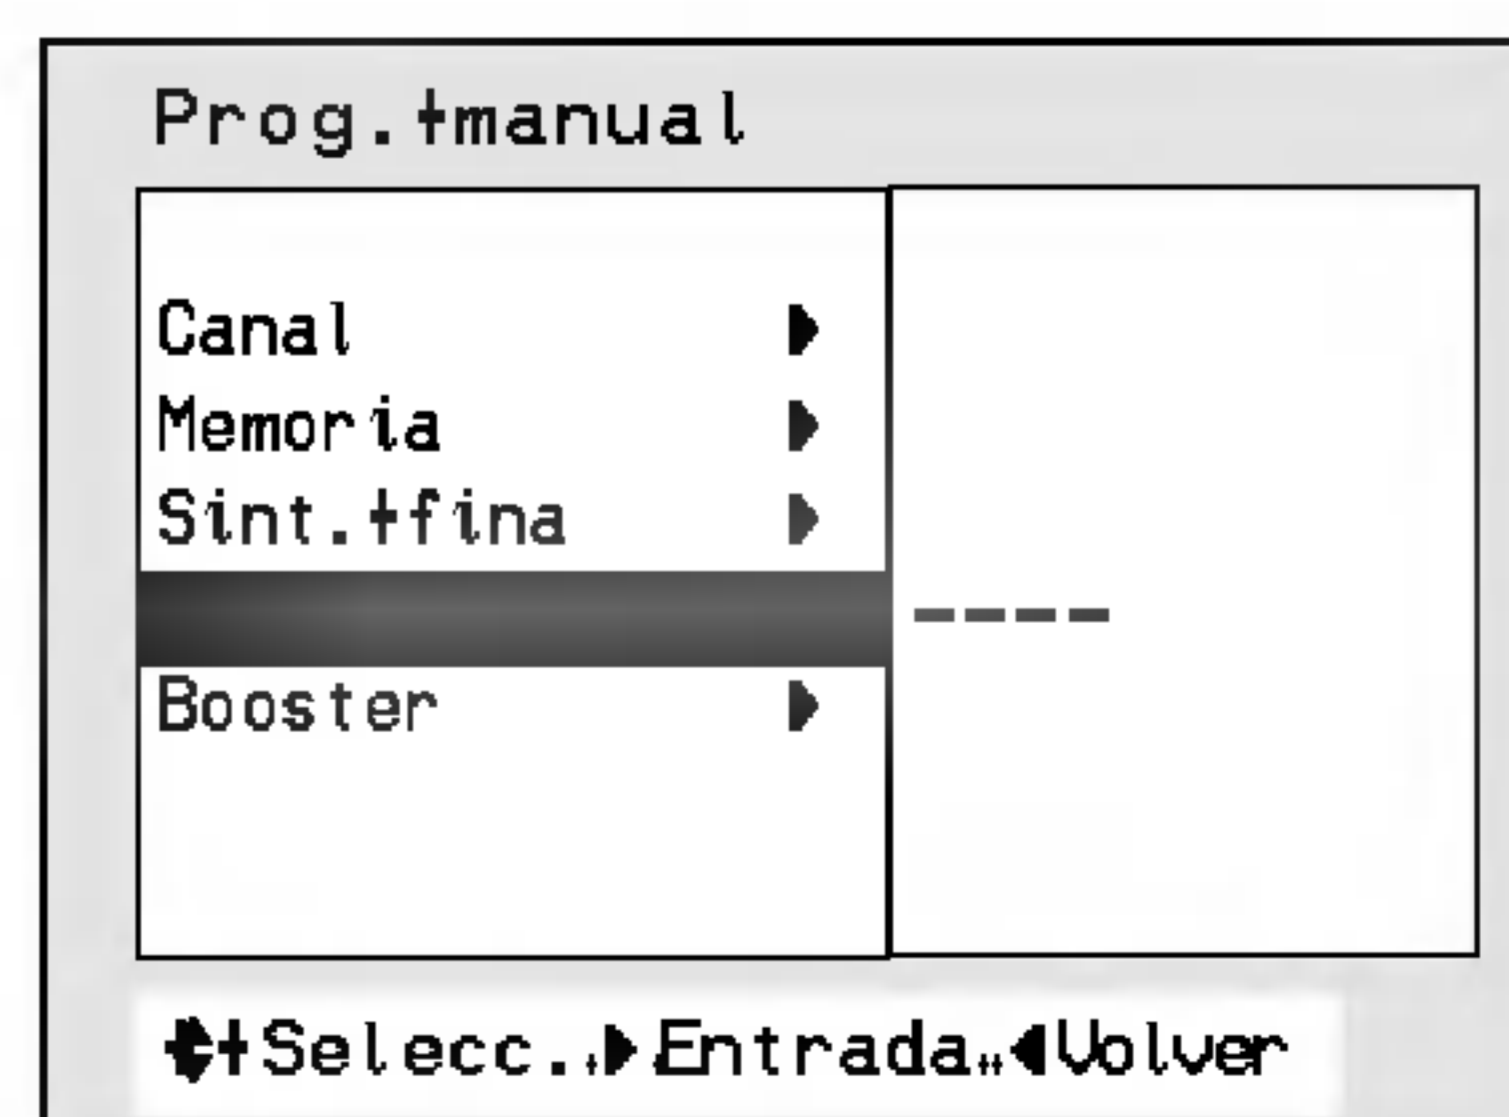 Prog. manual
Canal ▶
Memoria ▶
Sint. fina ▶
----
Booster ▶
Selecc. ▶ Entrada ◀ Volver